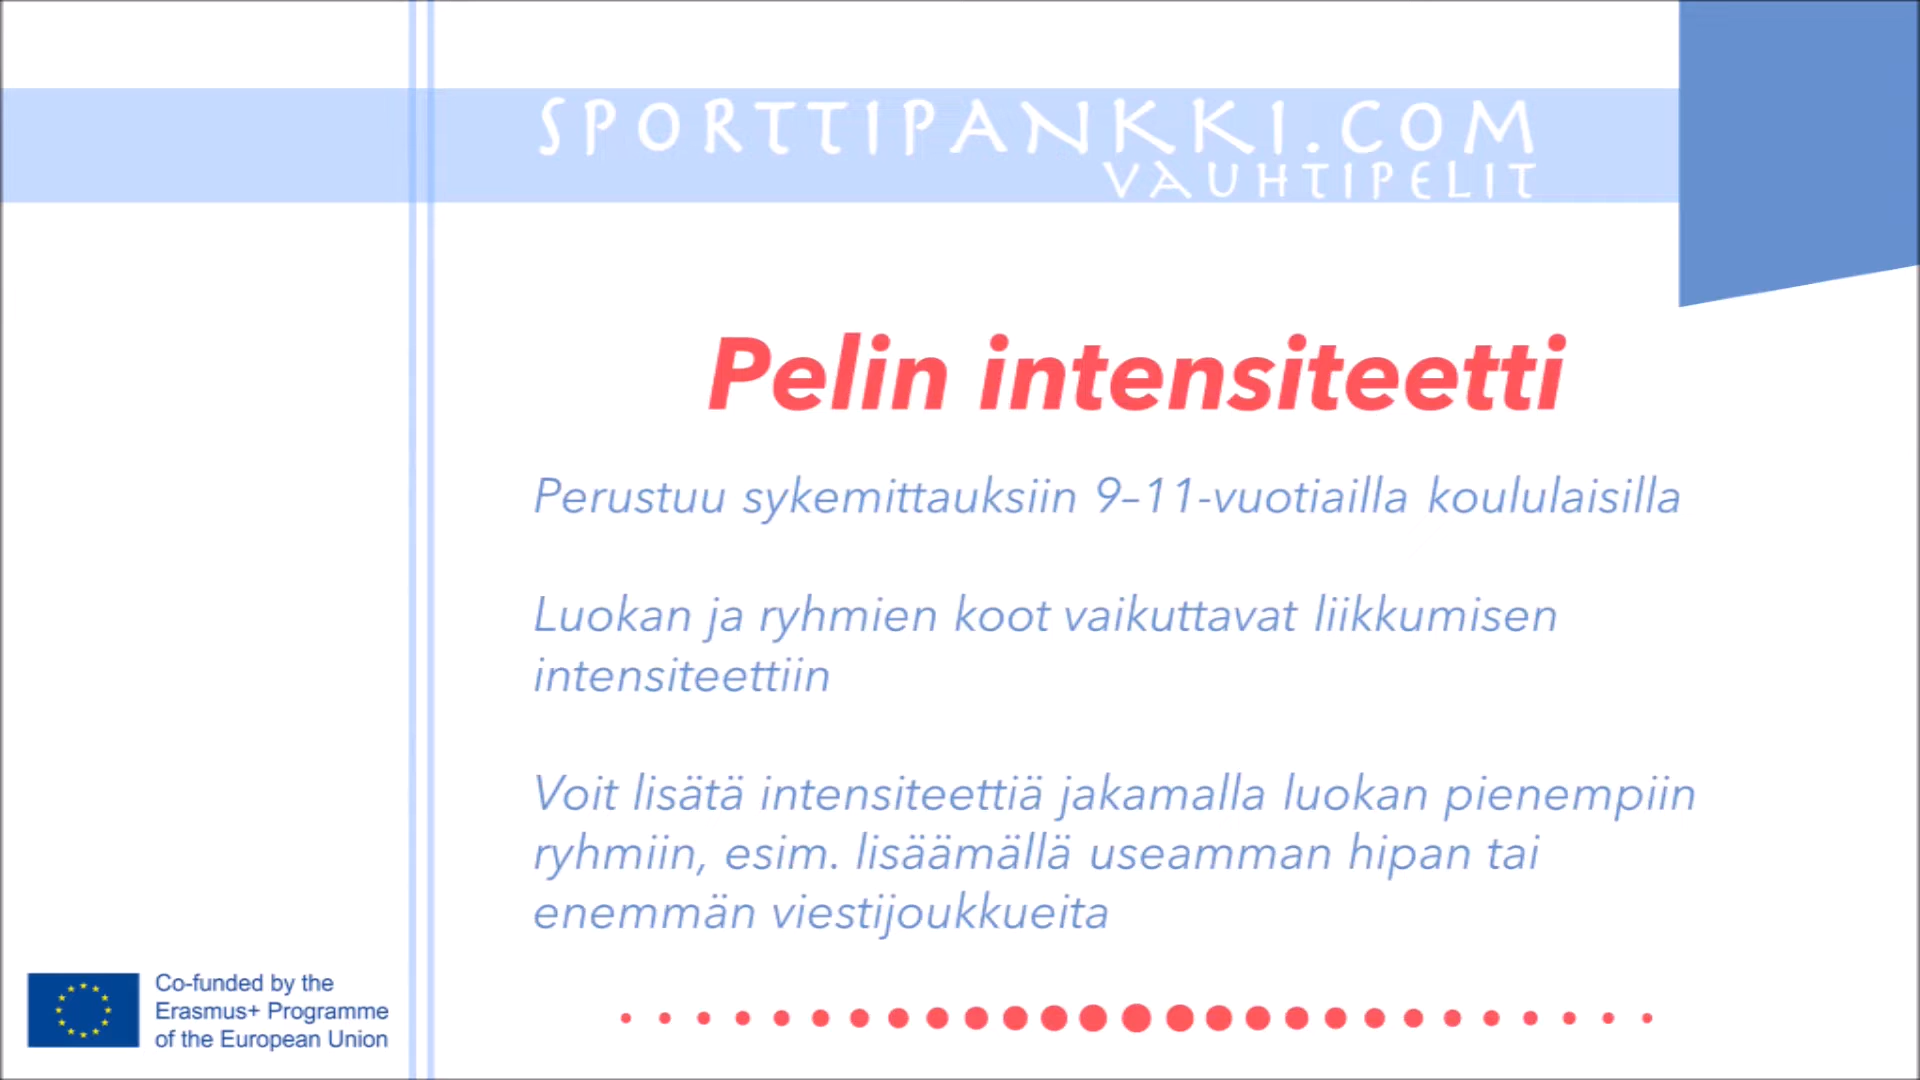 SPORTTIPANKKI.COM
VAUHTIPELIT
Pelin intensiteetti
Perustuu sykemittauksiin 9–11-vuotiailla koululaisilla
Luokan ja ryhmien koot vaikuttavat liikkumisen
intensiteettiin
Voit lisätä intensiteettiä jakamalla luokan pienempiin
ryhmiin, esim. lisäämällä useamman hipan tai
enemmän viestijoukkueita
Co-funded by the
Erasmus+ Programme
of the European Union